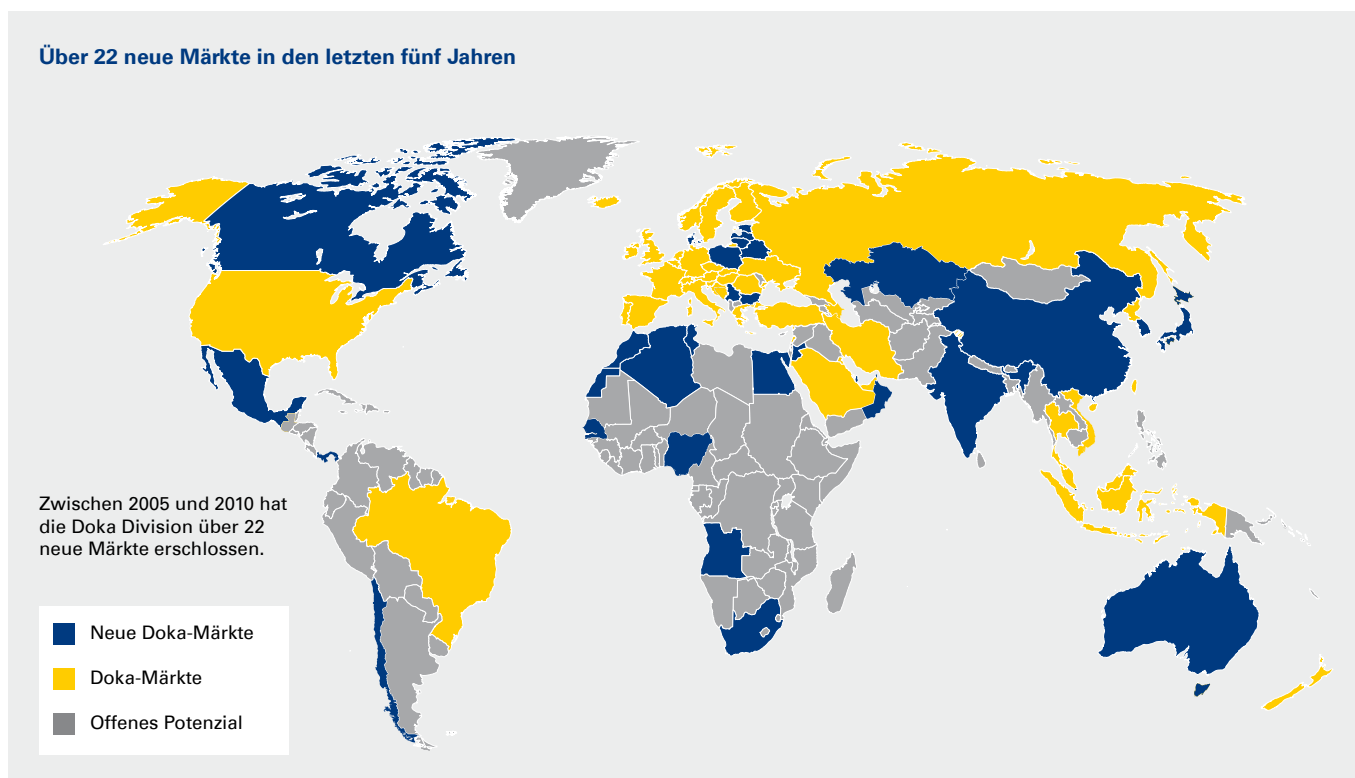 Über 22 neue Märkte in den letzten fünf Jahren
Zwischen 2005 und 2010 hat
die Doka Division über 22
neue Märkte erschlossen.
Neue Doka-Märkte
Doka-Märkte
Offenes Potenzial